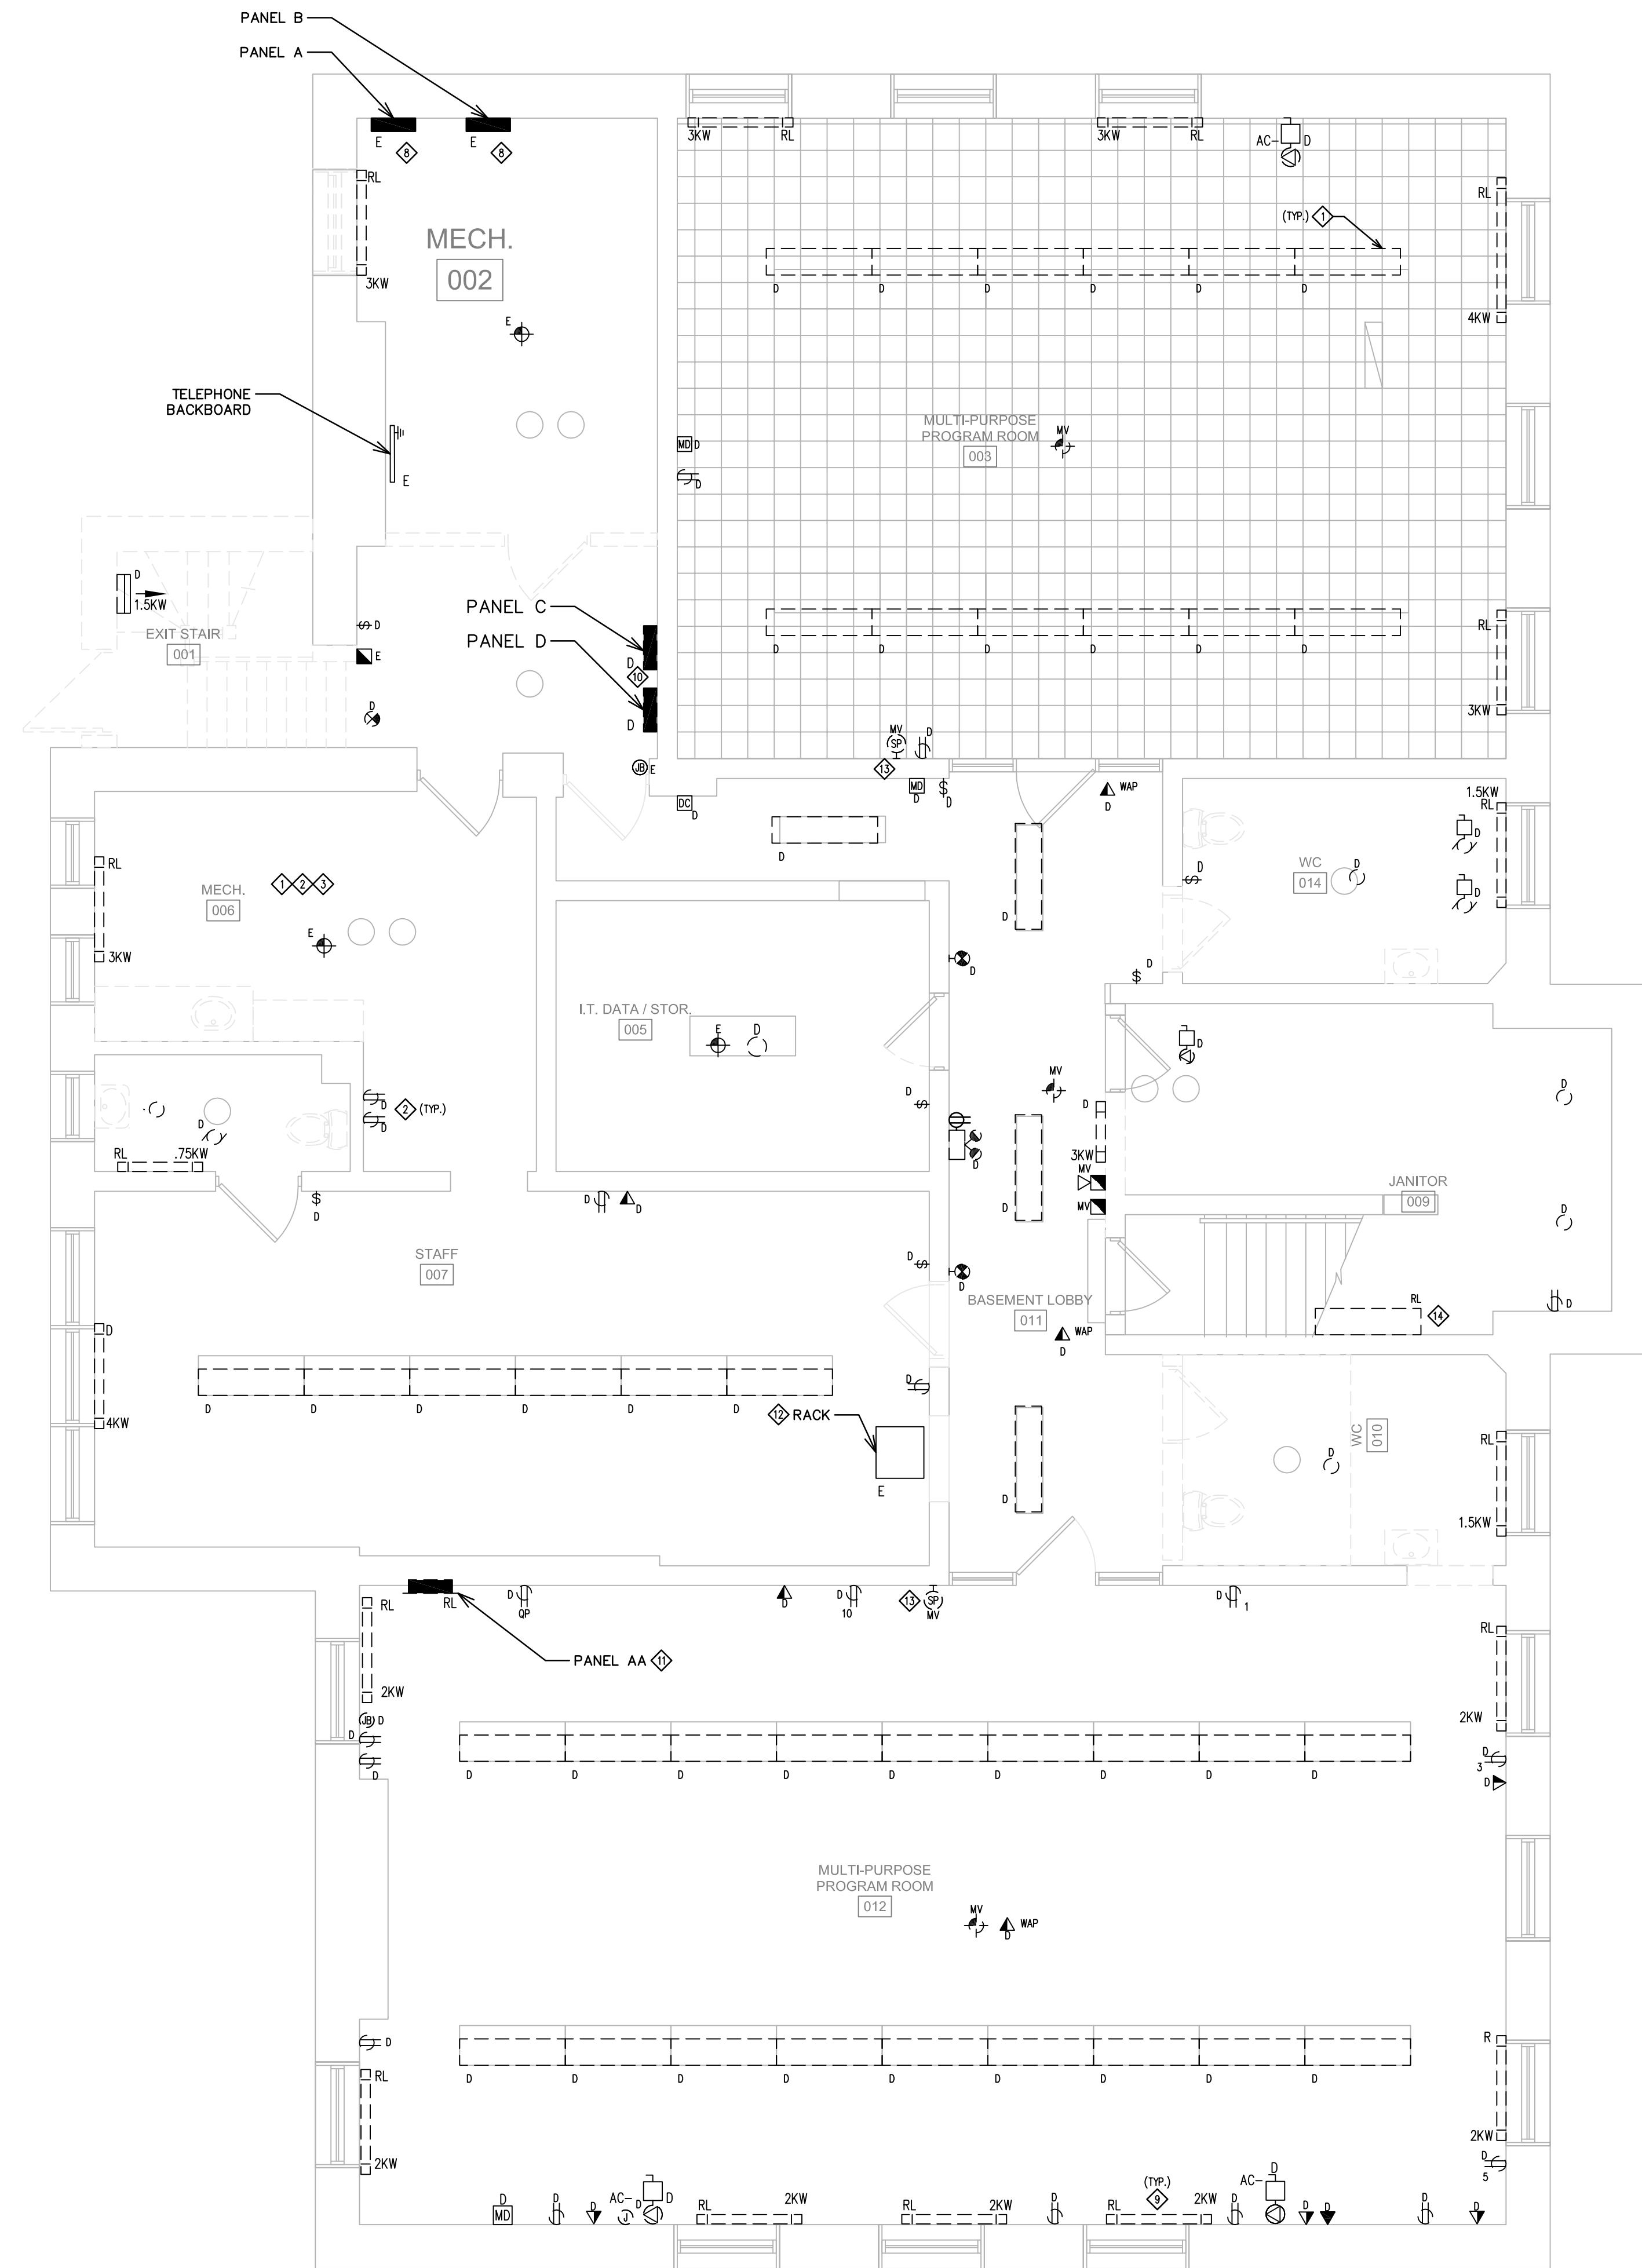 PANEL B
PANEL A
E
8
E
8
3KW
RL
3KW
RL
AC-
D
RL
3KW
MECH.
002
RL
4KW
(TYP.) 1
D
D
D
D
D
D
E
TELEPHONE
BACKBOARD
E
MULTI-PURPOSE
PROGRAM ROOM
003
MV
MD D
D
D
1.5KW
EXIT STAIR
001
$ D
E
D
PANEL C
PANEL D
D
10
D
D
D
D
D
D
D
RL
3KW
MV
SP
D
13
JB E
DC
D
MD
D
$
D
WAP
D
1.5KW
RL
D
D
WC
014
D
$
D
D
D
D
$
RL
3KW
MECH.
006
1 2 3
E
D
I.T. DATA / STOR.
005
E
D
D
$
MV
D
D
D
D
2 (TYP.)
D
RL
.75KW
D
D
3KW
MV
MV
D
JANITOR
009
D
D
D
$
D
D
D
STAFF
007
D
$
D
BASEMENT LOBBY
011
WAP
D
RL
14
D
4KW
D
D
D
D
D
D
D
12 RACK
E
D
WC
010
D
RL
1.5KW
RL
PANEL AA 11
D
QP
D
D
10
13
SP
MV
D
1
RL
2KW
JB D
D
D
RL
2KW
D
3
D
D
D
D
D
D
D
D
D
D
MULTI-PURPOSE
PROGRAM ROOM
012
MV
WAP
D
D
RL
2KW
D
D
D
D
D
D
D
D
D
R
2KW
D
5
D
MD
D
D
AC-
D
J
D
RL
2KW
RL
2KW
D
(TYP.)
9
RL
2KW
D
AC-
D
D
D
D
D